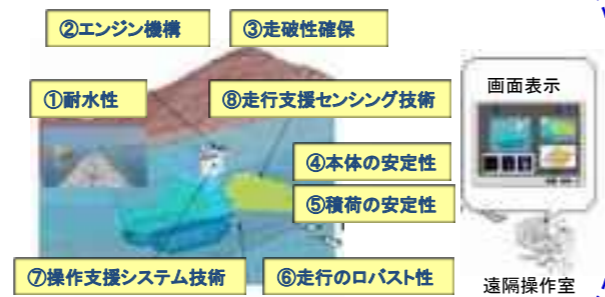 ②エンジン機構
③走破性確保
①耐水性
⑧走行支援センシング技術
④本体の安定性
⑤積荷の安定性
⑦操作支援システム技術
⑥走行のロバスト性
画面表示
遠隔操作室